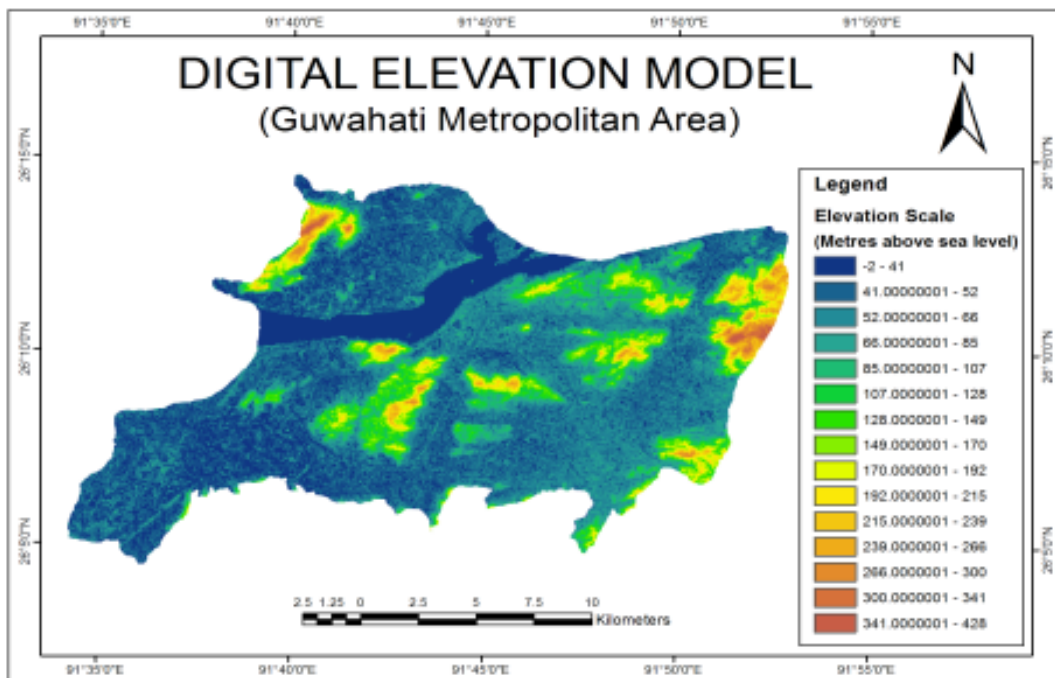 91°35'0"E 91°40'0"E 91°45'0"E 91°50'0"E 91°55'0"E
DIGITAL ELEVATION MODEL
(Guwahati Metropolitan Area)
N
26°15'0"N
26°15'0"N
Legend
Elevation Scale
(Metres above sea level)
-2 - 41
41.00000001 - 52
52.00000001 - 66
66.00000001 - 85
85.00000001 - 107
107.0000001 - 128
128.0000001 - 149
149.0000001 - 170
170.0000001 - 192
192.0000001 - 215
215.0000001 - 239
239.0000001 - 266
266.0000001 - 300
300.0000001 - 341
341.0000001 - 428
26°10'0"N
26°10'0"N
26°5'0"N
26°5'0"N
2.5 1.25 0 2.5 5 7.5 10
Kilometers
91°35'0"E 91°40'0"E 91°45'0"E 91°50'0"E 91°55'0"E